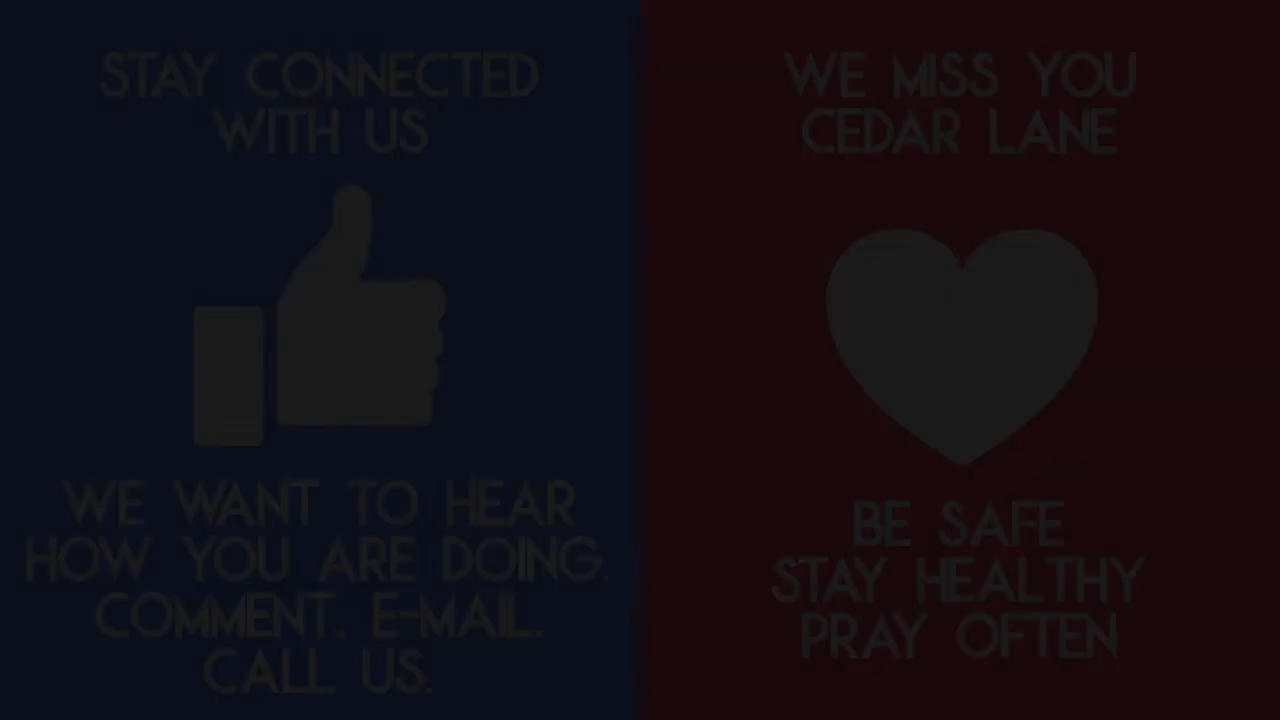 STAY CONNECTED
WITH US
WE WANT TO HEAR
HOW YOU ARE DOING.
COMMENT. E-MAIL.
CALL US.
WE MISS YOU
CEDAR LANE
BE SAFE
STAY HEALTHY
PRAY OFTEN